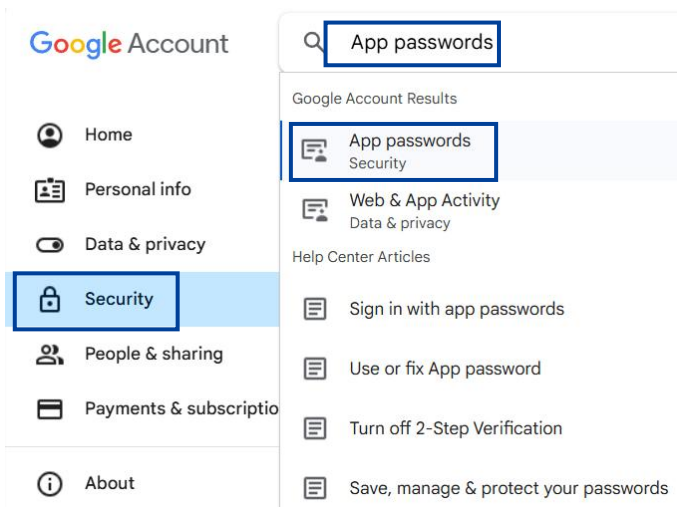 Google Account
Home
Personal info
Data & privacy
Security
People & sharing
Payments & subscriptio
About
App passwords
Google Account Results
App passwords
Security
Web & App Activity
Data & privacy
Help Center Articles
Sign in with app passwords
Use or fix App password
Turn off 2-Step Verification
Save, manage & protect your passwords